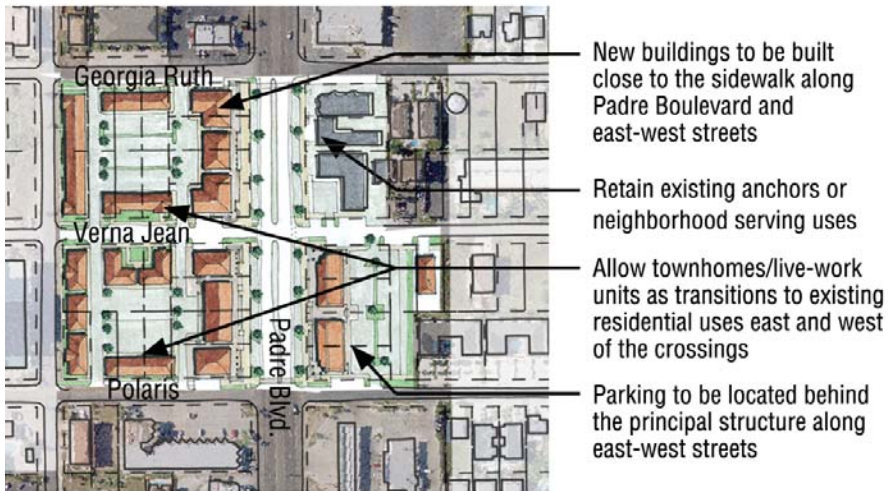 Georgia Ruth
Verna Jean
Polaris
Padre Blvd.
New buildings to be built
close to the sidewalk along
Padre Boulevard and
east-west streets
Retain existing anchors or
neighborhood serving uses
Allow townhomes/live-work
units as transitions to existing
residential uses east and west
of the crossings
Parking to be located behind
the principal structure along
east-west streets